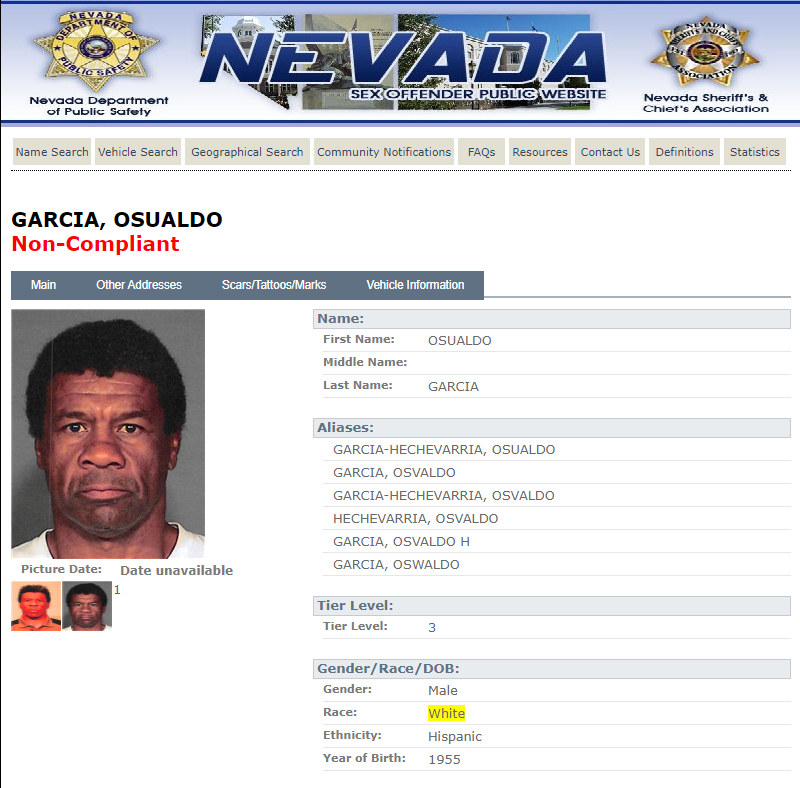 NEVADA
DEPARTMENT OF
PUBLIC SAFETY
Nevada Department
of Public Safety
NEVADA
SEX OFFENDER PUBLIC WEBSITE
ASSOCIATION
Nevada Sheriff's &
Chief's Association
Name Search Vehicle Search Geographical Search Community Notifications FAQs Resources Contact Us Definitions Statistics
GARCIA, OSUALDO
Non-Compliant
Main Other Addresses Scars/Tattoos/Marks Vehicle Information
Picture Date: Date unavailable
1
Name:
First Name: OSUALDO
Middle Name:
Last Name: GARCIA
Aliases:
GARCIA-HECHEVARRIA, OSUALDO
GARCIA, OSVALDO
GARCIA-HECHEVARRIA, OSVALDO
HECHEVARRIA, OSVALDO
GARCIA, OSVALDO H
GARCIA, OSWALDO
Tier Level:
Tier Level: 3
Gender/Race/DOB:
Gender: Male
Race: White
Ethnicity: Hispanic
Year of Birth: 1955